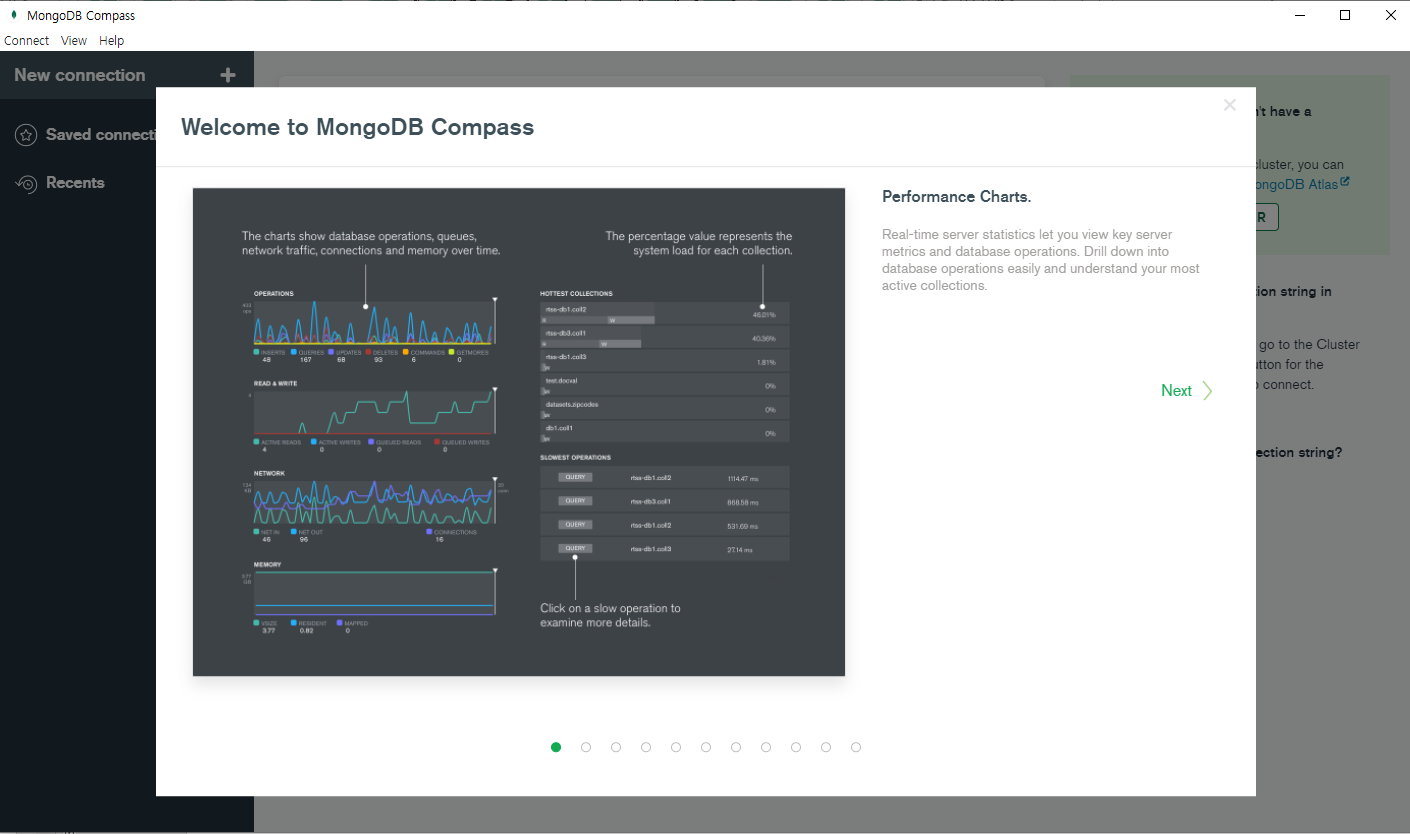 MongoDB Compass
Connect View Help
New connection
Saved connecti
Recents
Welcome to MongoDB Compass
The charts show database operations, queues,
network traffic, connections and memory over time.
The percentage value represents the
system load for each collection.
OPERATIONS
INSERTS QUERIES UPDATES DELETES COMMANDS GETMORES
49 167 68 93 6 0
READ & WRITE
ACTIVE READS ACTIVE WRITES QUEUED READS QUEUED WRITES
4 0 0 0
NETWORK
NET IN NET OUT CONNECTIONS
46 96 16
MEMORY
VSIZE RESIDENT MAPPED
3.77 0.82 0
HOTTEST COLLECTIONS
rtss-db1.coll2 46.01%
R W
rtss-db3.coll1 40.36%
R W
rtss-db1.coll3 1.81%
test.docval 0%
datasets.zipcodes 0%
db1.coll1 0%
SLOWEST OPERATIONS
QUERY rtss-db1.coll2 1114.47 ms
QUERY rtss-db3.coll1 868.58 ms
QUERY rtss-db1.coll2 531.69 ms
QUERY rtss-db1.coll3 27.14 ms
Click on a slow operation to
examine more details.
Performance Charts.
Real-time server statistics let you view key server
metrics and database operations. Drill down into
database operations easily and understand your most
active collections.
Next
't have a
cluster, you can
ongoDB Atlas
R
ion string in
go to the Cluster
utton for the
o connect.
ection string?